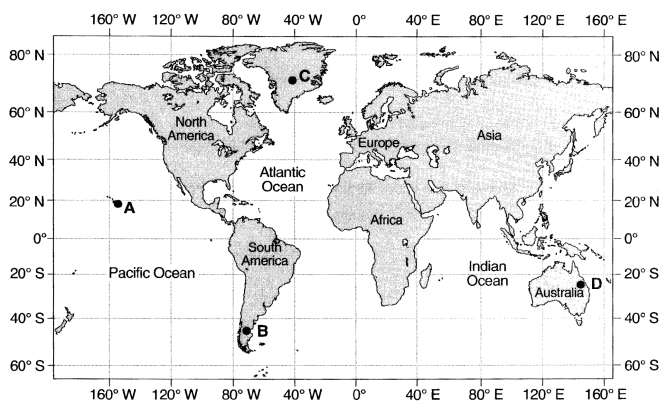 160° W 120° W 80° W 40° W 0° 40° E 80° E 120° E 160° E
80° N 80° N
C
60° N 60° N
North
America
Europe
Asia
40° N 40° N
Atlantic
Ocean
20° N 20° N
A
Africa
0° 0°
South
America
Pacific Ocean
Indian
Ocean
20° S 20° S
D
Australia
40° S 40° S
B
60° S 60° S
160° W 120° W 80° W 40° W 0° 40° E 80° E 120° E 160° E